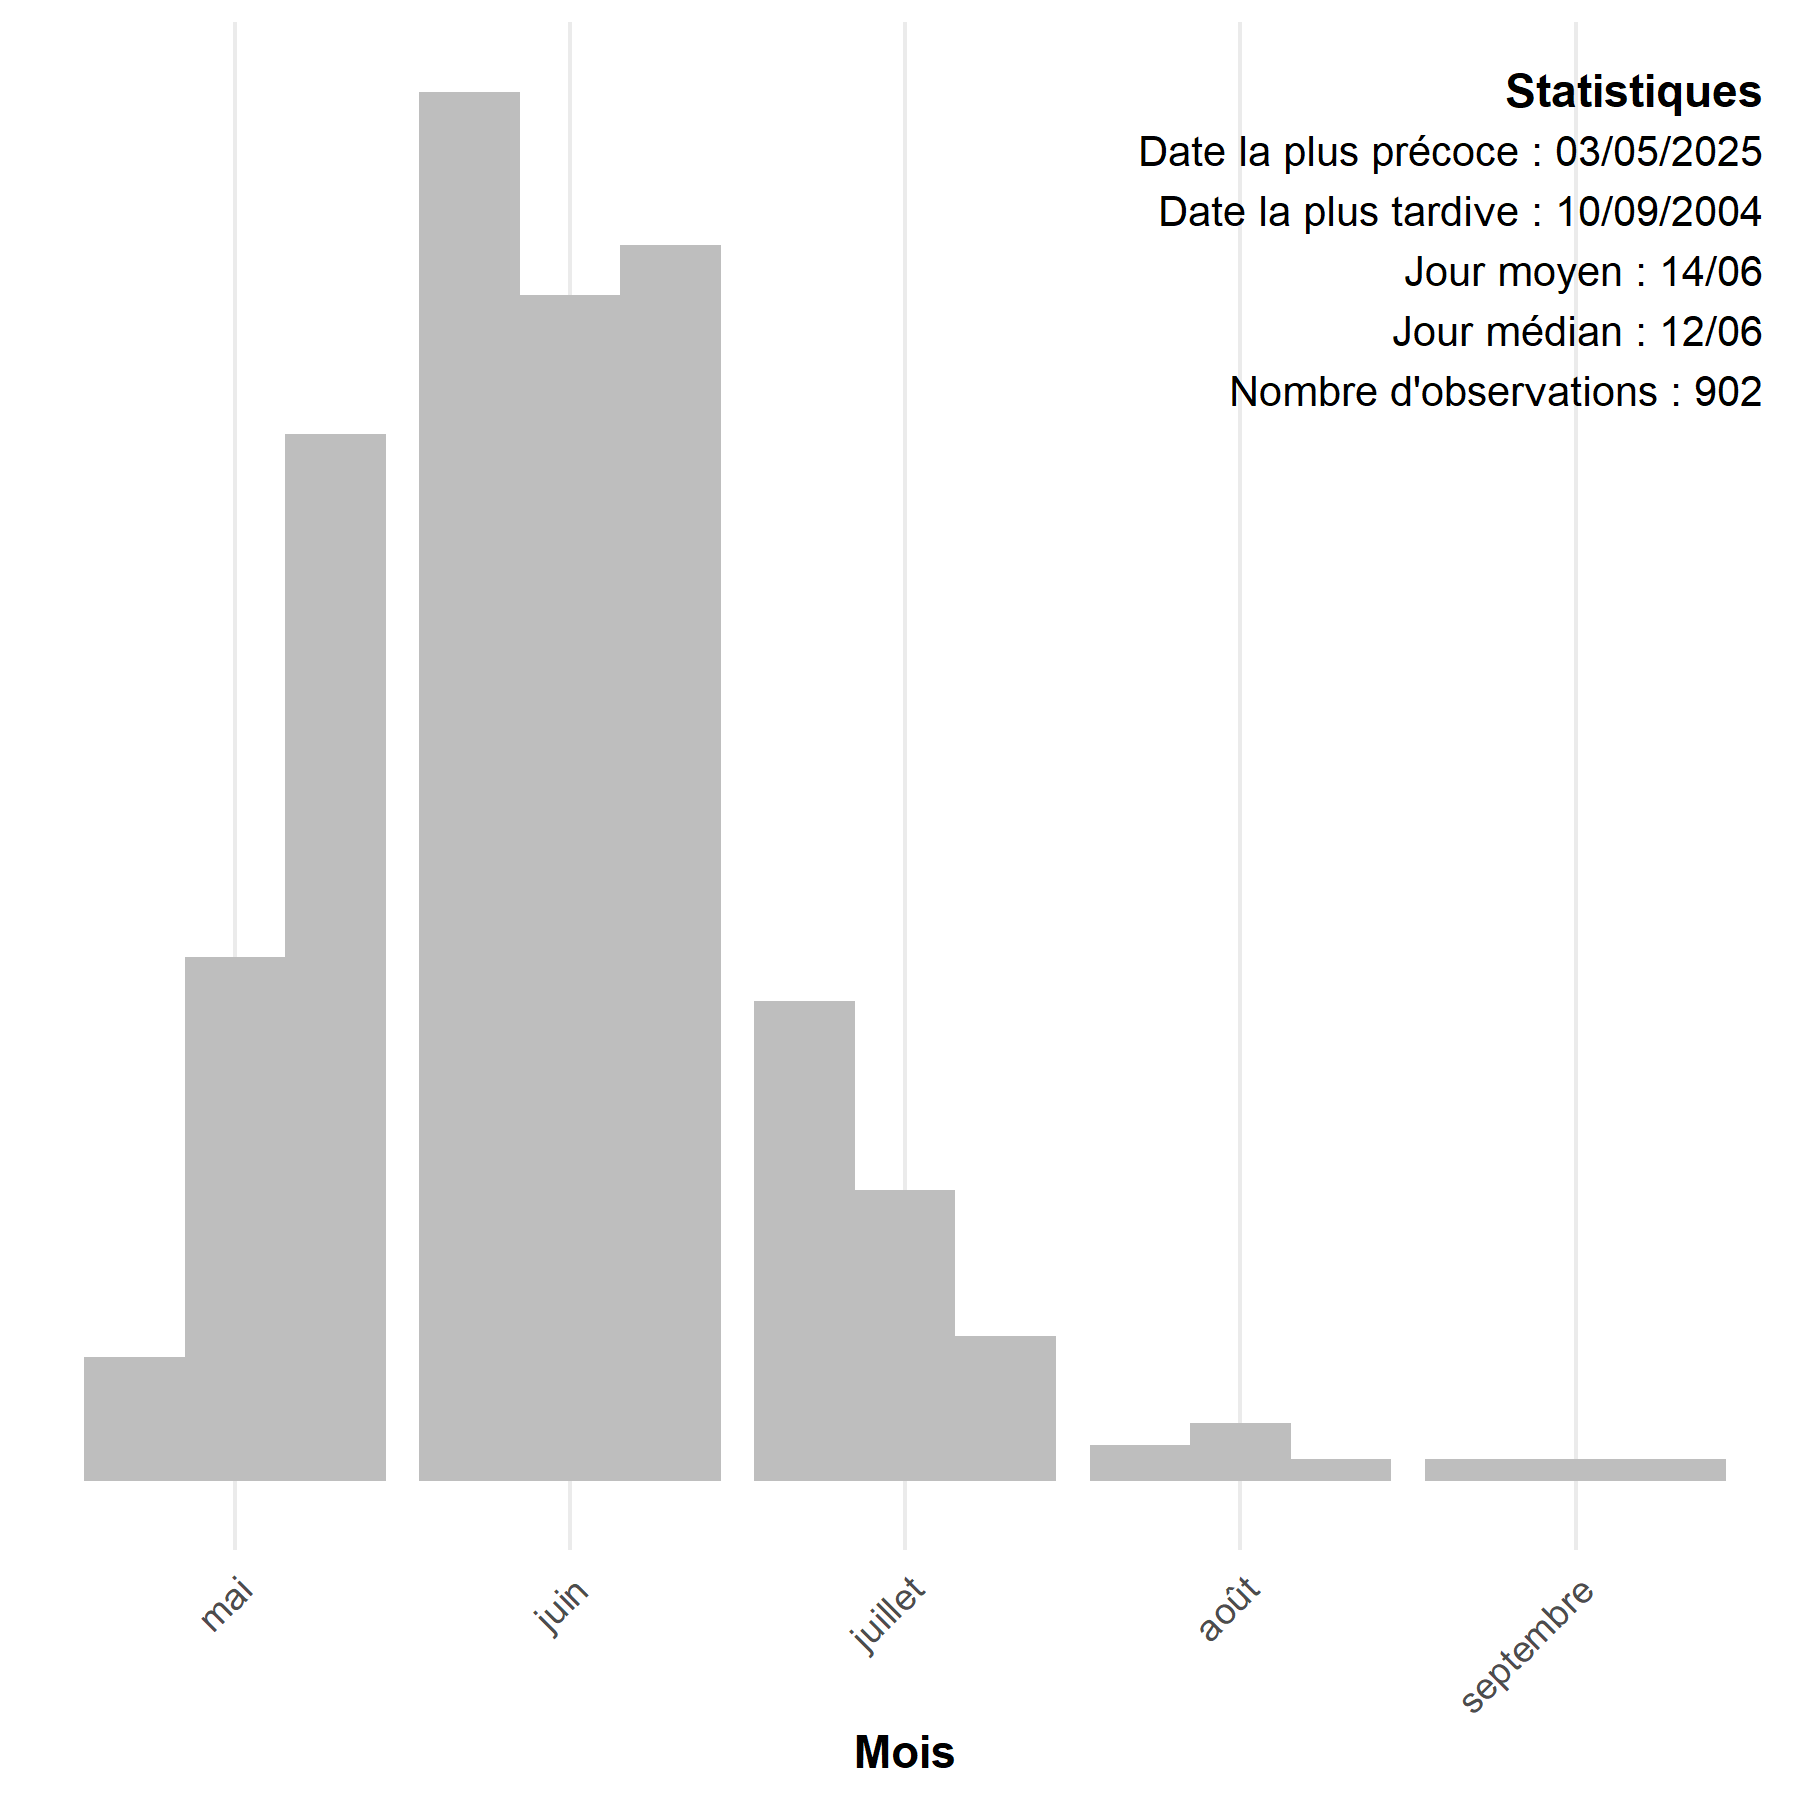 Statistiques
Date la plus précoce : 03/05/2025
Date la plus tardive : 10/09/2004
Jour moyen : 14/06
Jour médian : 12/06
Nombre d'observations : 902
mai
juin
juillet
août
septembre
Mois